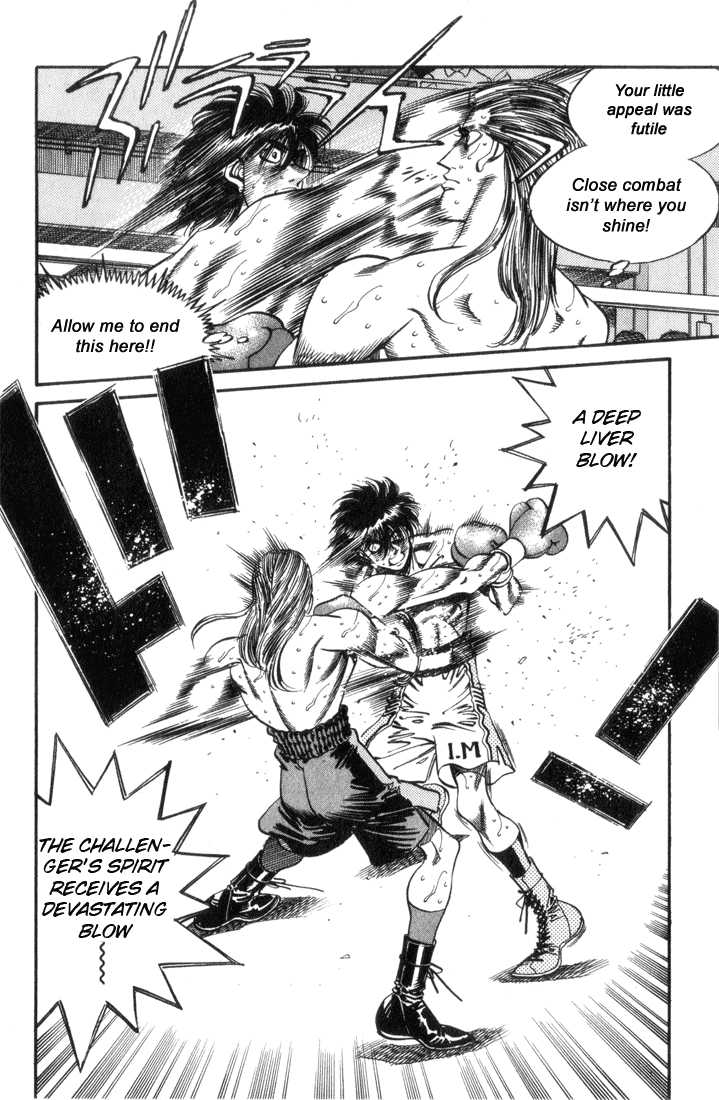 Your little
appeal was
futile
Close combat
isn't where you
shine!
Allow me to end
this here!!
A DEEP
LIVER
BLOW!
I.M
THE CHALLEN-
GER'S SPIRIT
RECEIVES A
DEVASTATING
BLOW